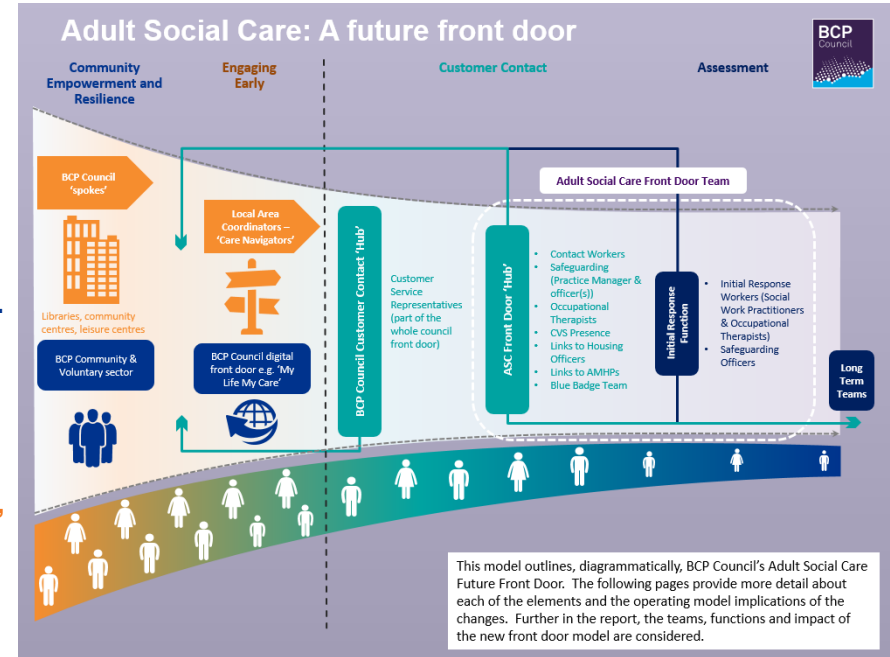 Adult Social Care: A future front door
BCP
Council
Community
Empowerment and
Resilience
Engaging
Early
Customer Contact
Assessment
BCP Council
‘spokes’
Libraries, community
centres, leisure centres
BCP Community &
Voluntary sector
Local Area
Coordinators –
‘Care Navigators’
BCP Council digital
front door e.g. ‘My
Life My Care’
BCP Council Customer Contact ‘Hub’
Customer
Service
Representatives
(part of the
whole council
front door)
Adult Social Care Front Door Team
ASC Front Door ‘Hub’
• Contact Workers
• Safeguarding
(Practice Manager &
officer(s))
• Occupational
Therapists
• CVS Presence
• Links to Housing
Officers
• Links to AMHPs
• Blue Badge Team
Initial Response
Function
• Initial Response
Workers (Social
Work Practitioners
& Occupational
Therapists)
• Safeguarding
Officers
Long
Term
Teams
This model outlines, diagrammatically, BCP Council’s Adult Social Care
Future Front Door. The following pages provide more detail about
each of the elements and the operating model implications of the
changes. Further in the report, the teams, functions and impact of
the new front door model are considered.